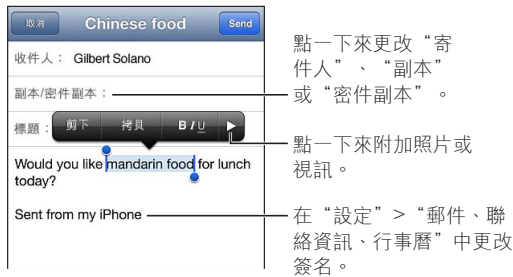 取消 Chinese food Send
收件人： Gilbert Solano
副本/密件副本：
標題：
剪下 拷貝 B I U ▶
Would you like mandarin food for lunch
today?
Sent from my iPhone
點一下來更改“寄
件人”、“副本”
或“密件副本”。
點一下來附加照片或
視訊。
在“設定”>“郵件、聯
絡資訊、行事曆”中更改
簽名。